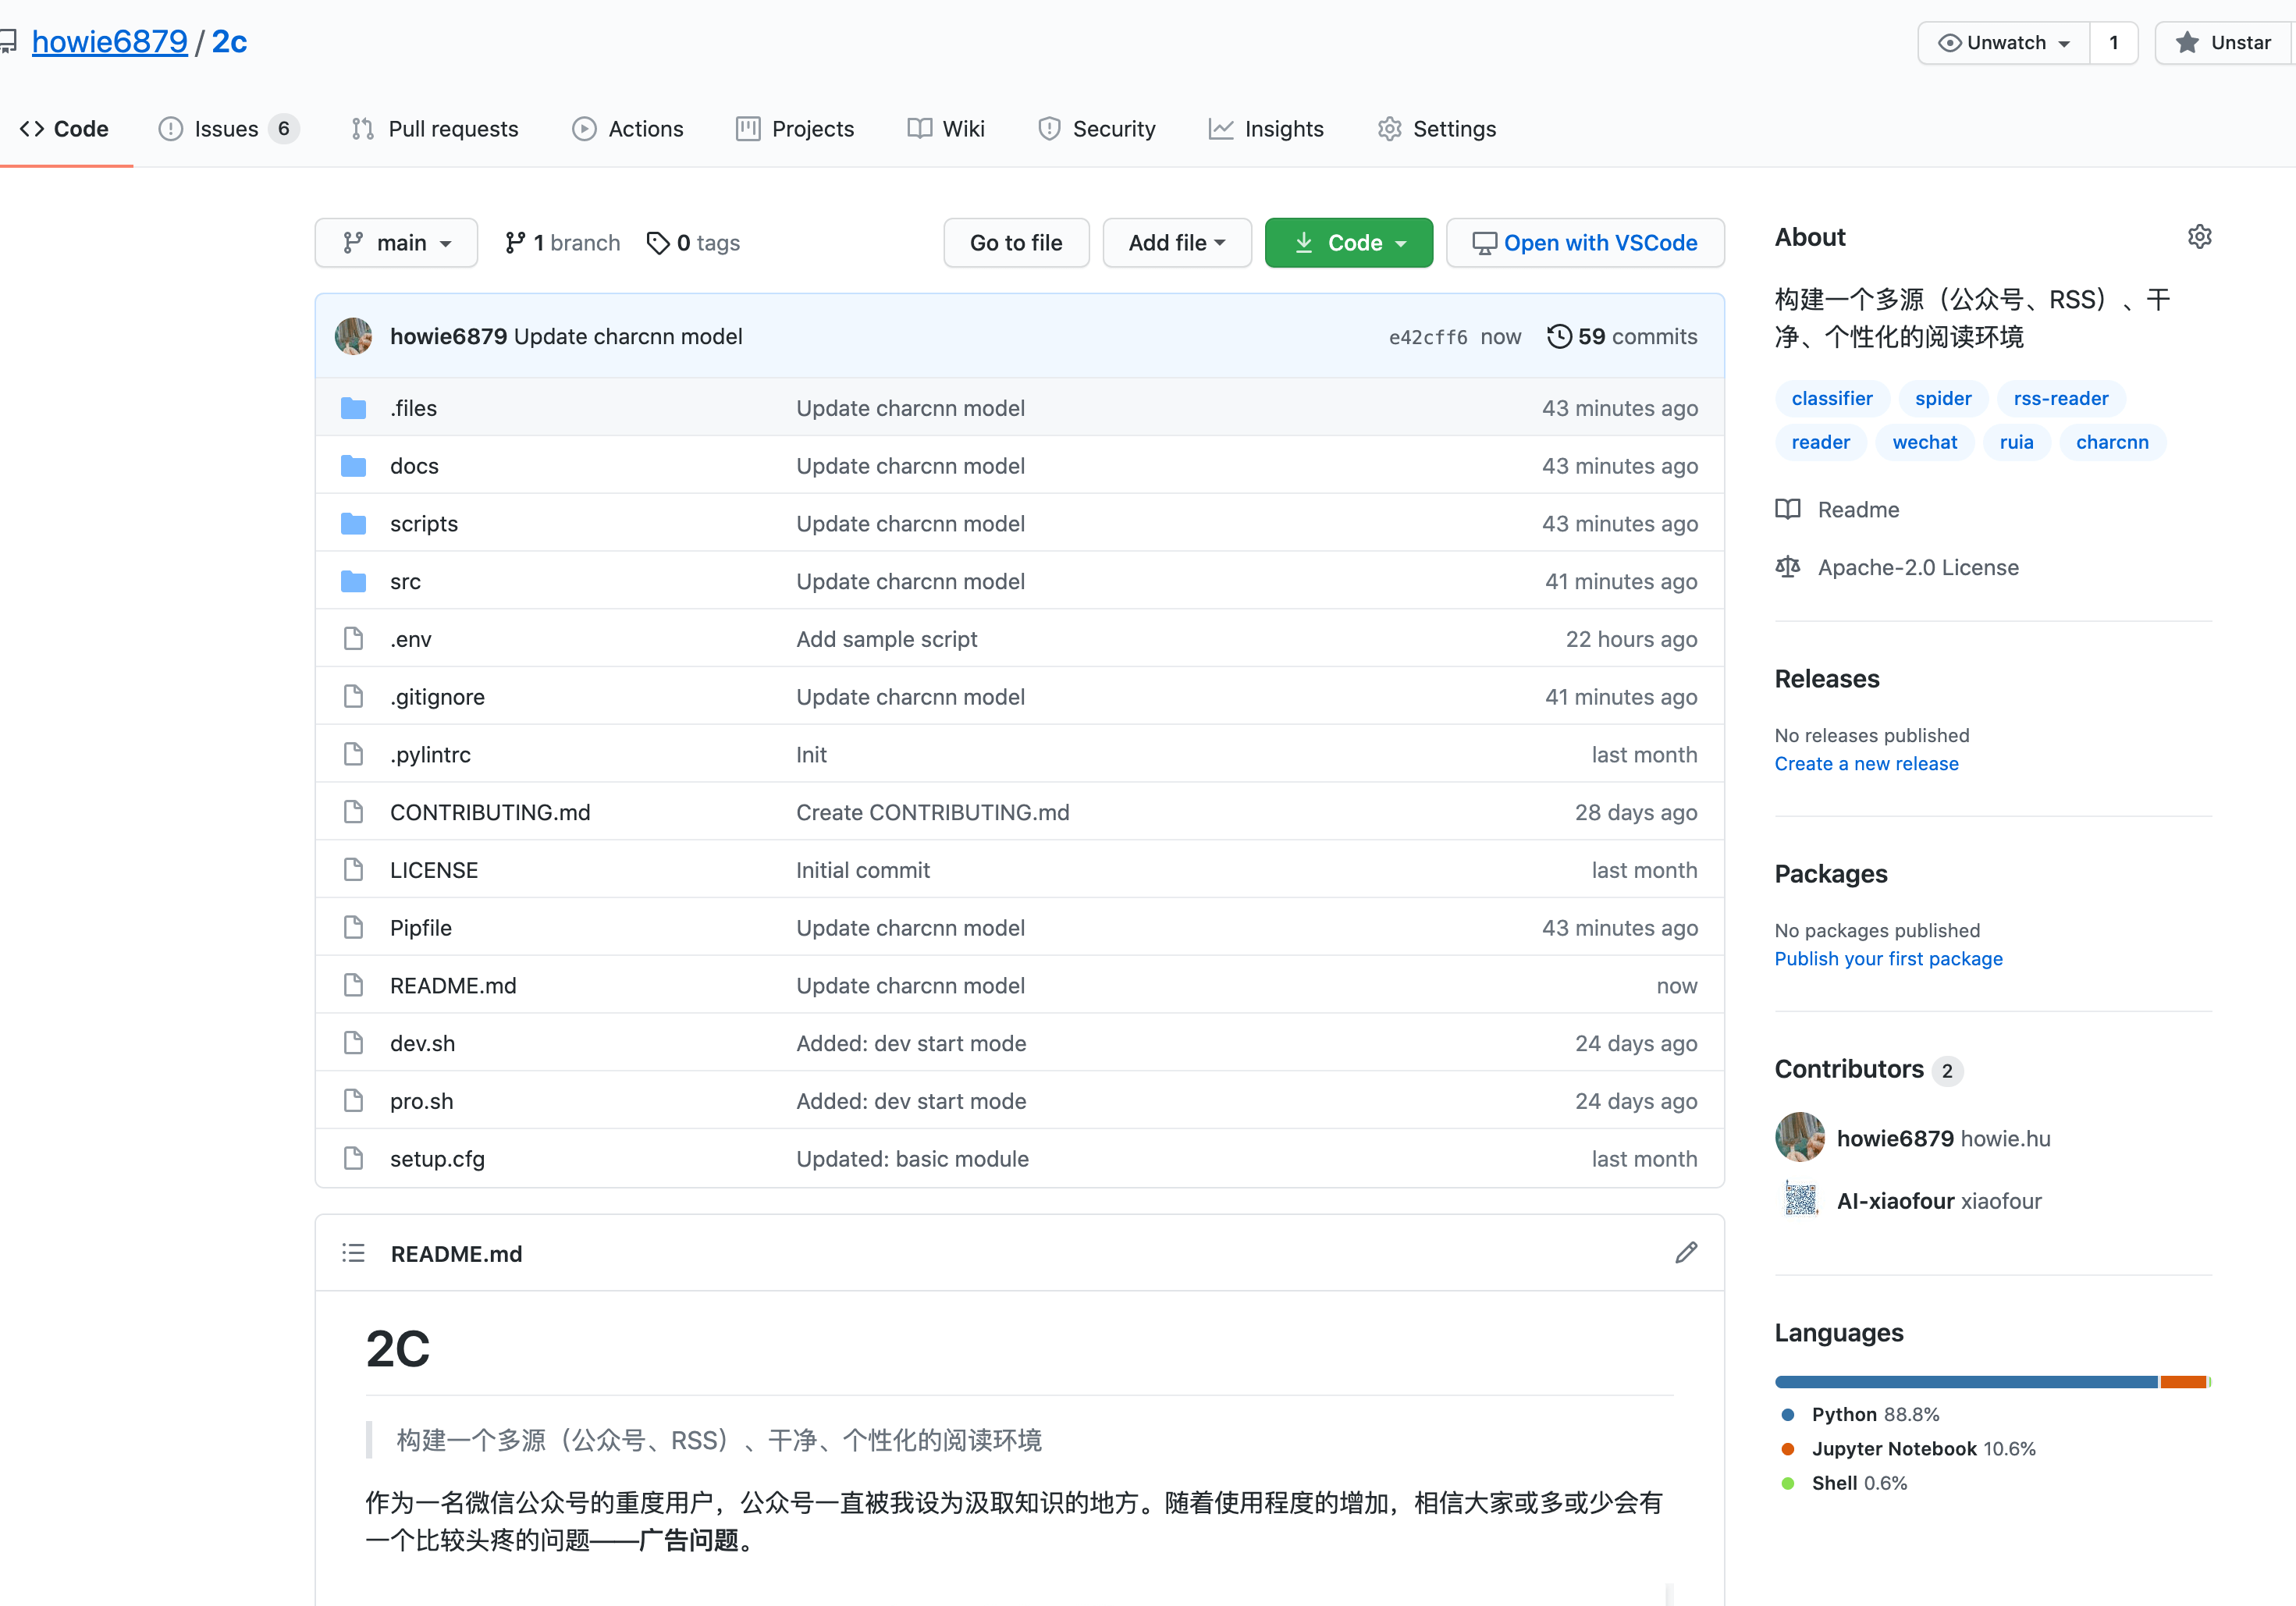 howie6879 / 2c
Unwatch 1 Unstar
Code Issues 6 Pull requests Actions Projects Wiki Security Insights Settings
main 1 branch 0 tags Go to file Add file Code Open with VSCode
howie6879 Update charcnn model e42cff6 now 59 commits
.files Update charcnn model 43 minutes ago
docs Update charcnn model 43 minutes ago
scripts Update charcnn model 43 minutes ago
src Update charcnn model 41 minutes ago
.env Add sample script 22 hours ago
.gitignore Update charcnn model 41 minutes ago
.pylintrc Init last month
CONTRIBUTING.md Create CONTRIBUTING.md 28 days ago
LICENSE Initial commit last month
Pipfile Update charcnn model 43 minutes ago
README.md Update charcnn model now
dev.sh Added: dev start mode 24 days ago
pro.sh Added: dev start mode 24 days ago
setup.cfg Updated: basic module last month
README.md
2C
构建一个多源（公众号、RSS）、干净、个性化的阅读环境
作为一名微信公众号的重度用户，公众号一直被我设为汲取知识的地方。随着使用程度的增加，相信大家或多或少会有
一个比较头疼的问题——广告问题。
About
构建一个多源（公众号、RSS）、干
净、个性化的阅读环境
classifier spider rss-reader
reader wechat ruia charcnn
Readme
Apache-2.0 License
Releases
No releases published
Create a new release
Packages
No packages published
Publish your first package
Contributors 2
howie6879 howie.hu
AI-xiaofour xiaofour
Languages
Python 88.8%
Jupyter Notebook 10.6%
Shell 0.6%